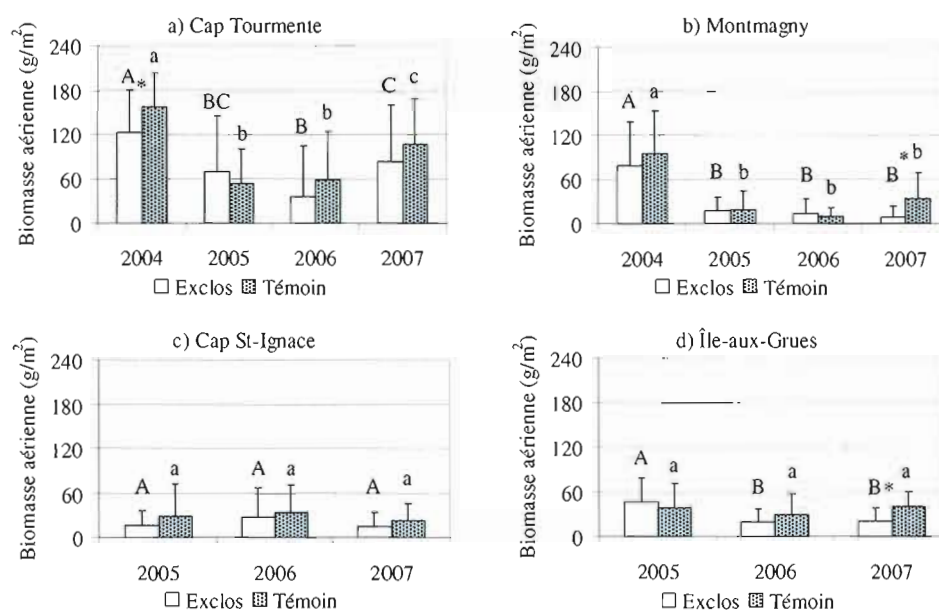 a) Cap Tourmente
Biomasse aérienne (g/m²)
240
180
120
60
0
A * a
BC b
B b
C c
2004 2005 2006 2007
Exclos Témoin
b) Montmagny
Biomasse aérienne (g/m²)
240
180
120
60
0
A a
B b
B b
B * b
2004 2005 2006 2007
Exclos Témoin
c) Cap St-Ignace
Biomasse aérienne (g/m²)
240
180
120
60
0
A a
A a
A a
2005 2006 2007
Exclos Témoin
d) Île-aux-Grues
Biomasse aérienne (g/m²)
240
180
120
60
0
A a
B a
B * a
2005 2006 2007
Exclos Témoin